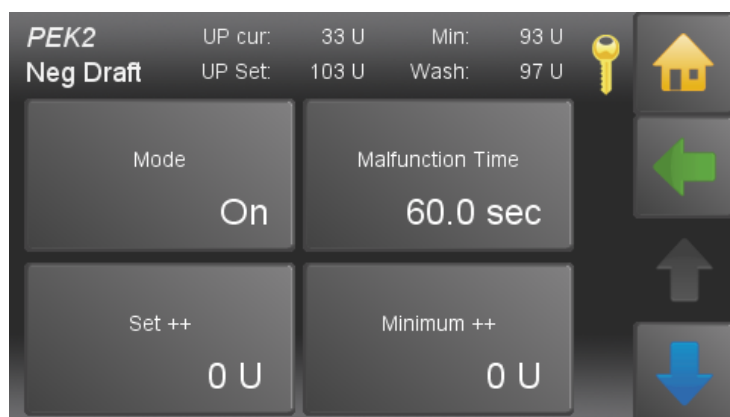 PEK2 UP cur: 33 U Min: 93 U
Neg Draft UP Set: 103 U Wash: 97 U
Mode Malfunction Time
On 60.0 sec
Set ++ Minimum ++
0 U 0 U